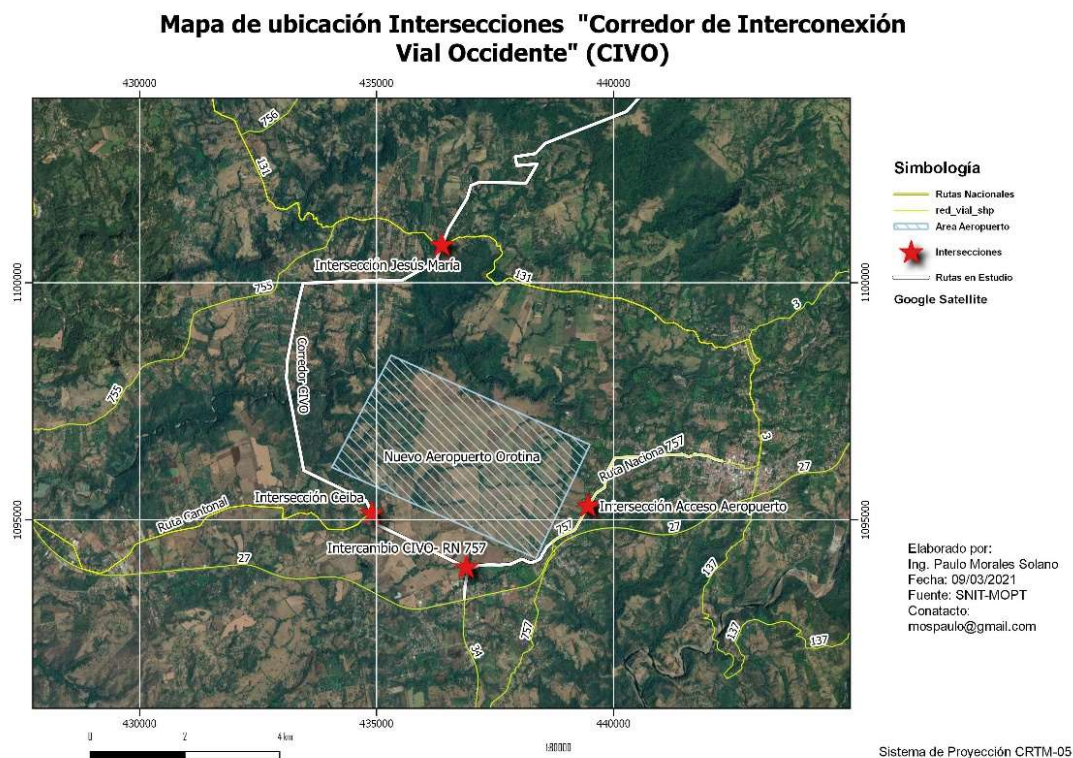 Mapa de ubicación Intersecciones "Corredor de Interconexión
Vial Occidente" (CIVO)
430000
435000
440000
756
131
Intersección Jesús María
755
131
3
1100000
1100000
Corredor CIVO
755
Nuevo Aeropuerto Orotina
Ruta Naciona 757
3
27
Intersección Ceiba
Ruta Cantonal
Intersección Acceso Aeropuerto
1095000
1095000
757
27
Intercambio CIVO-RN 757
27
137
757
34
137
137
430000
435000
440000
0
2
4 km
Simbología
Rutas Nacionales
red_vial_shp
Area Aeropuerto
Intersecciones
Rutas en Estudio
Google Satellite
Elaborado por:
Ing. Paulo Morales Solano
Fecha: 09/03/2021
Fuente: SNIT-MOPT
Conatacto:
mospaulo@gmail.com
Sistema de Proyección CRTM-05